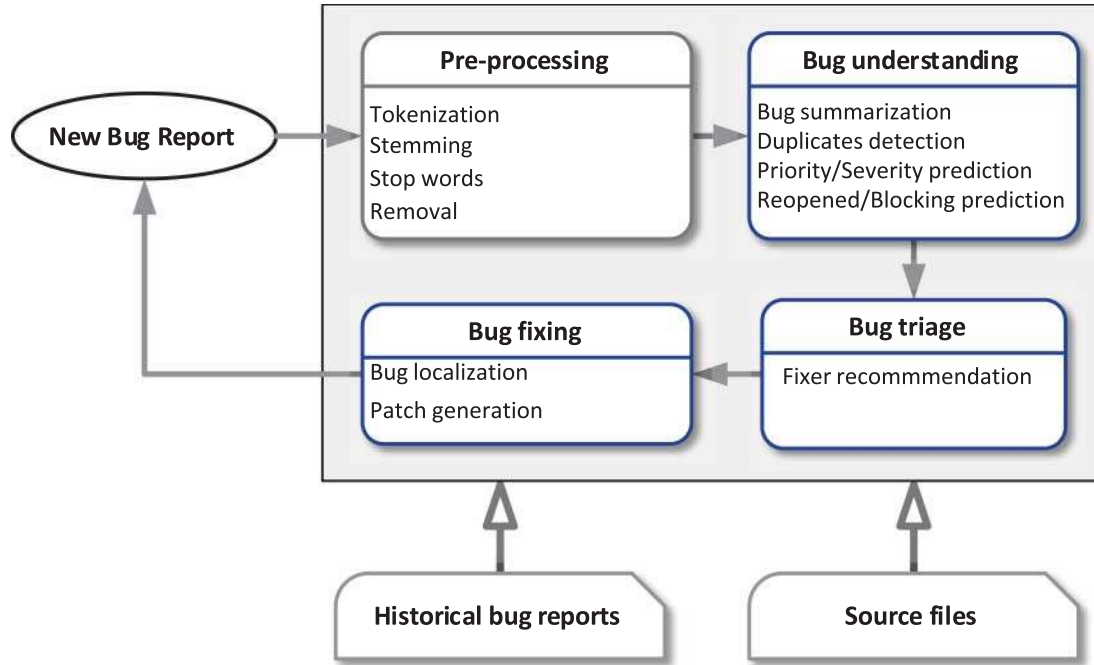 New Bug Report
Pre-processing
Tokenization
Stemming
Stop words
Removal
Bug understanding
Bug summarization
Duplicates detection
Priority/Severity prediction
Reopened/Blocking prediction
Bug triage
Fixer recommmendation
Bug fixing
Bug localization
Patch generation
Historical bug reports
Source files